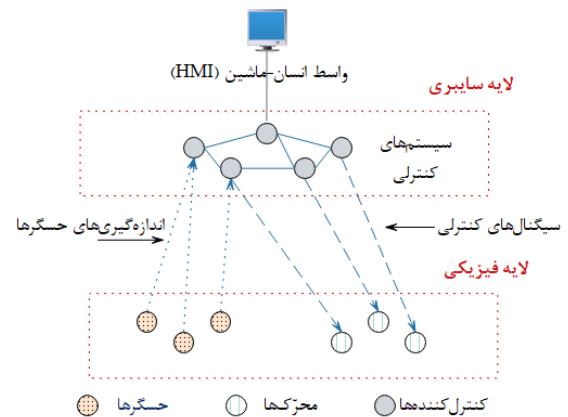 واسط انسان-ماشین (HMI)
لایه سایبری
سیستم‌های
کنترلی
اندازه‌گیری‌های حسگرها
سیگنال‌های کنترلی
لایه فیزیکی
کنترل‌کننده‌ها
محرّک‌ها
حسگرها